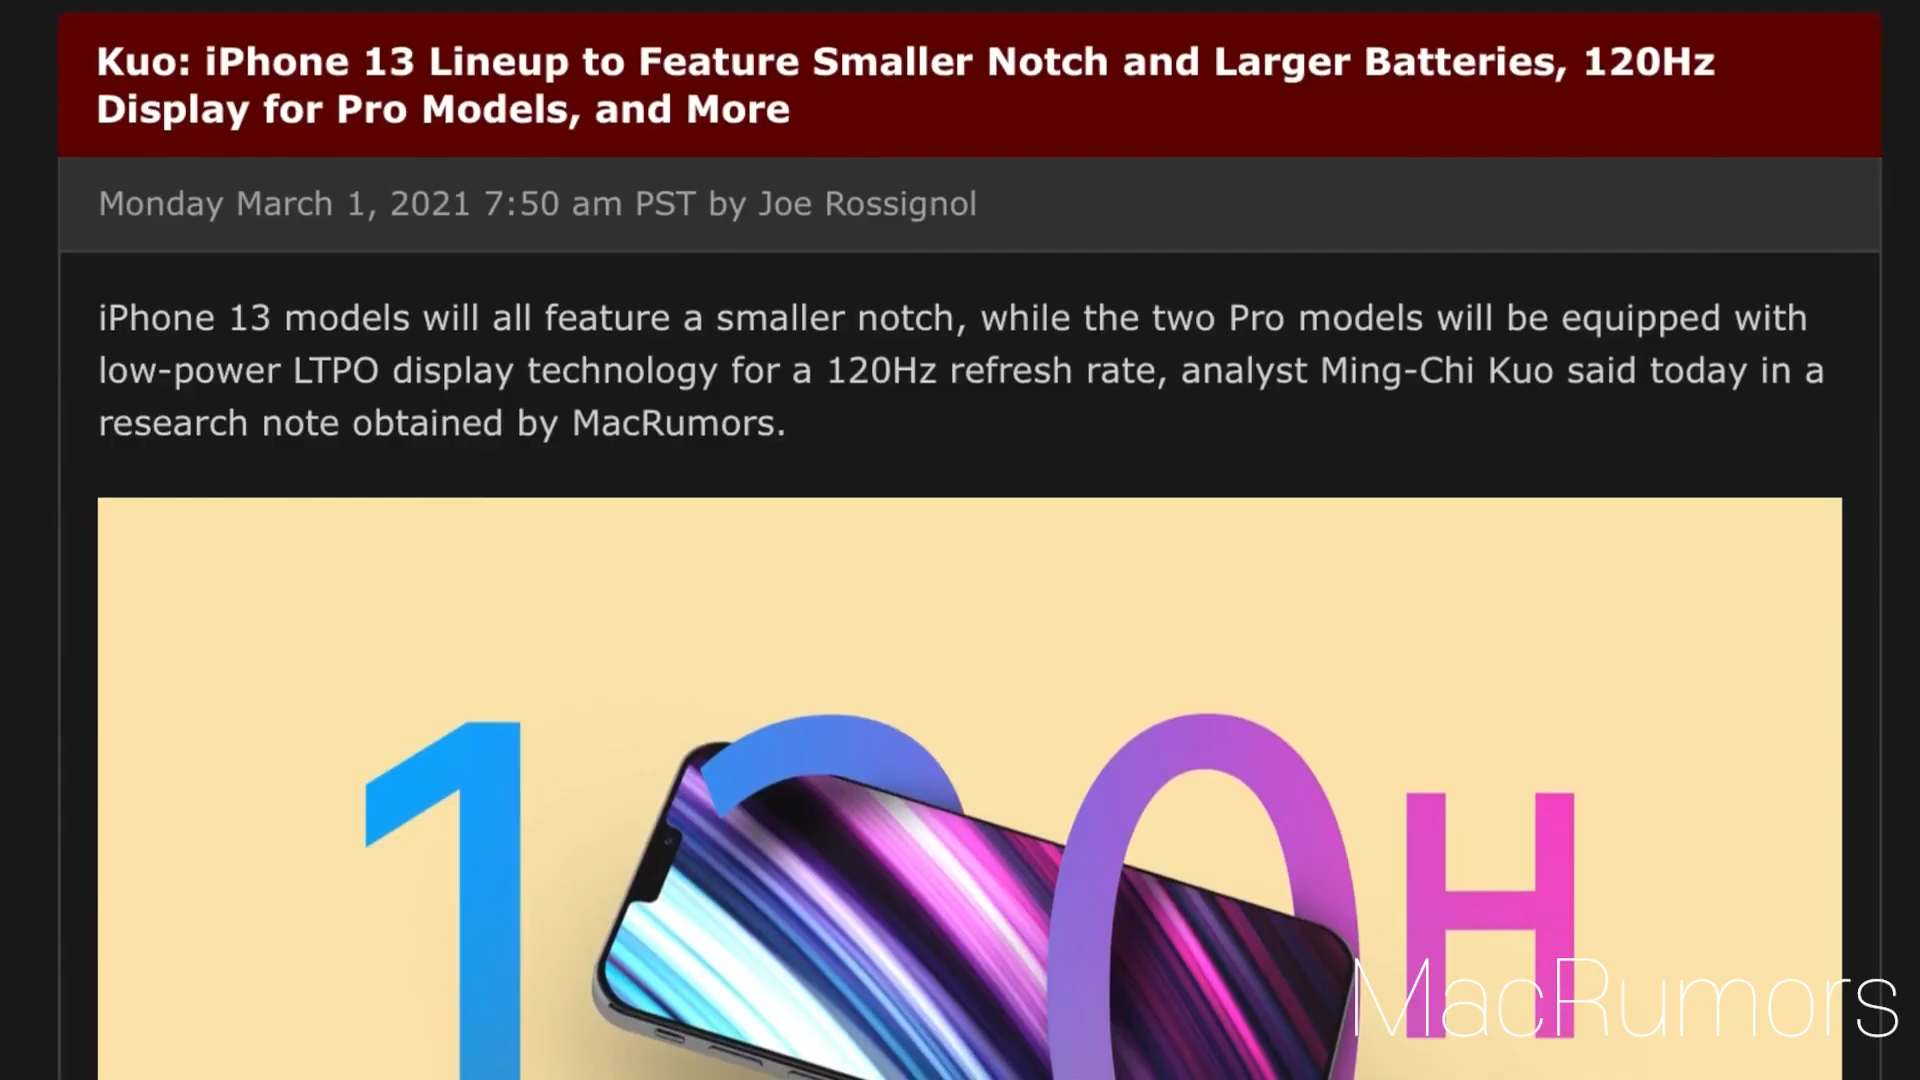 Kuo: iPhone 13 Lineup to Feature Smaller Notch and Larger Batteries, 120Hz
Display for Pro Models, and More
Monday March 1, 2021 7:50 am PST by Joe Rossignol
iPhone 13 models will all feature a smaller notch, while the two Pro models will be equipped with
low-power LTPO display technology for a 120Hz refresh rate, analyst Ming-Chi Kuo said today in a
research note obtained by MacRumors.
120H
MacRumors